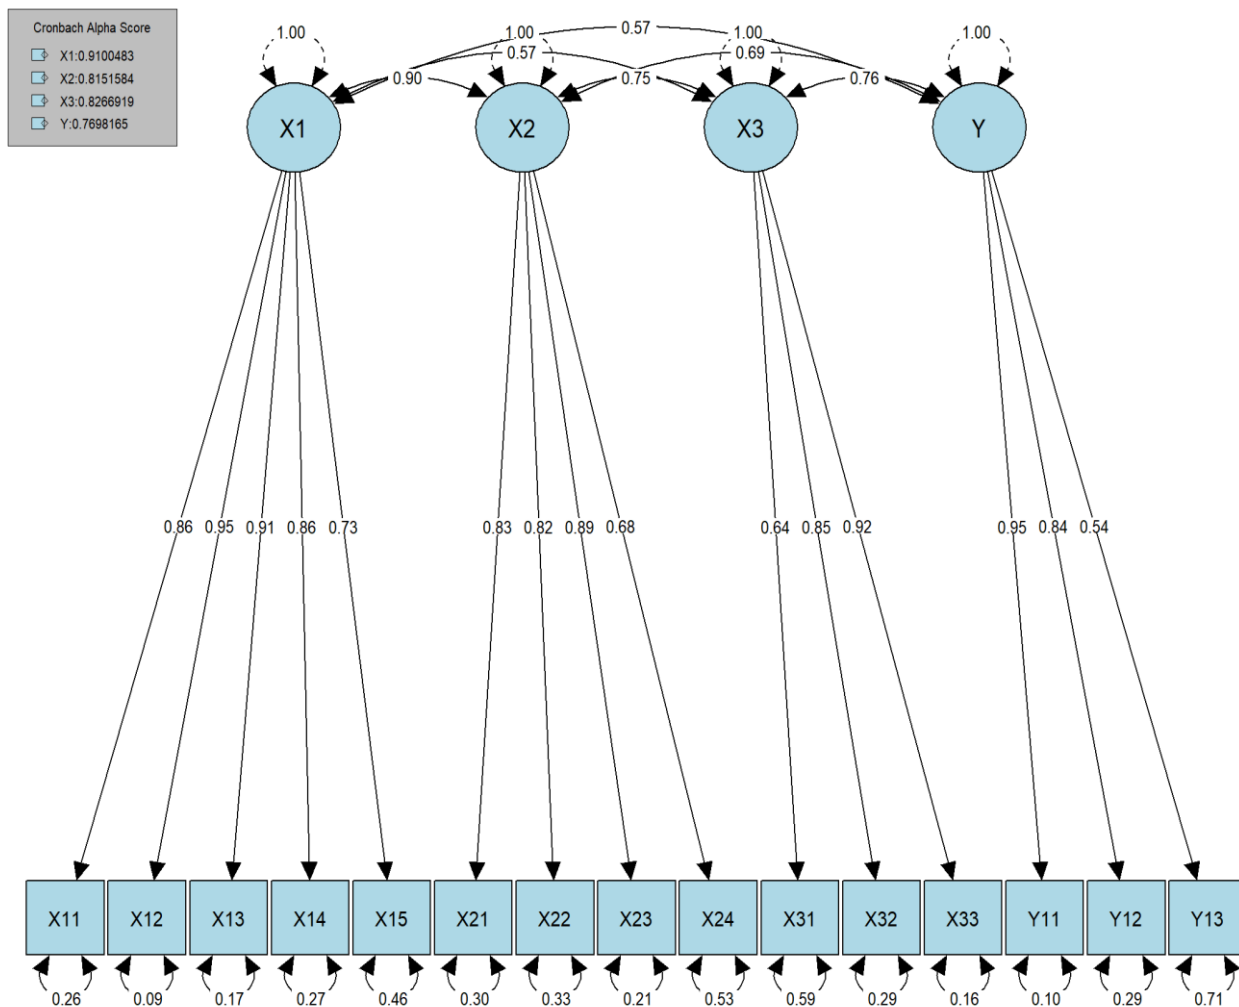 Cronbach Alpha Score
X1:0.9100483
X2:0.8151584
X3:0.8266919
Y:0.7698165
0.57
1.00 1.00 1.00 1.00
0.57 0.69
0.90 0.75 0.76
X1 X2 X3 Y
0.86 0.95 0.91 0.86 0.73 0.83 0.82 0.89 0.68 0.64 0.85 0.92 0.95 0.84 0.54
X11 X12 X13 X14 X15 X21 X22 X23 X24 X31 X32 X33 Y11 Y12 Y13
0.26 0.09 0.17 0.27 0.46 0.30 0.33 0.21 0.53 0.59 0.29 0.16 0.10 0.29 0.71